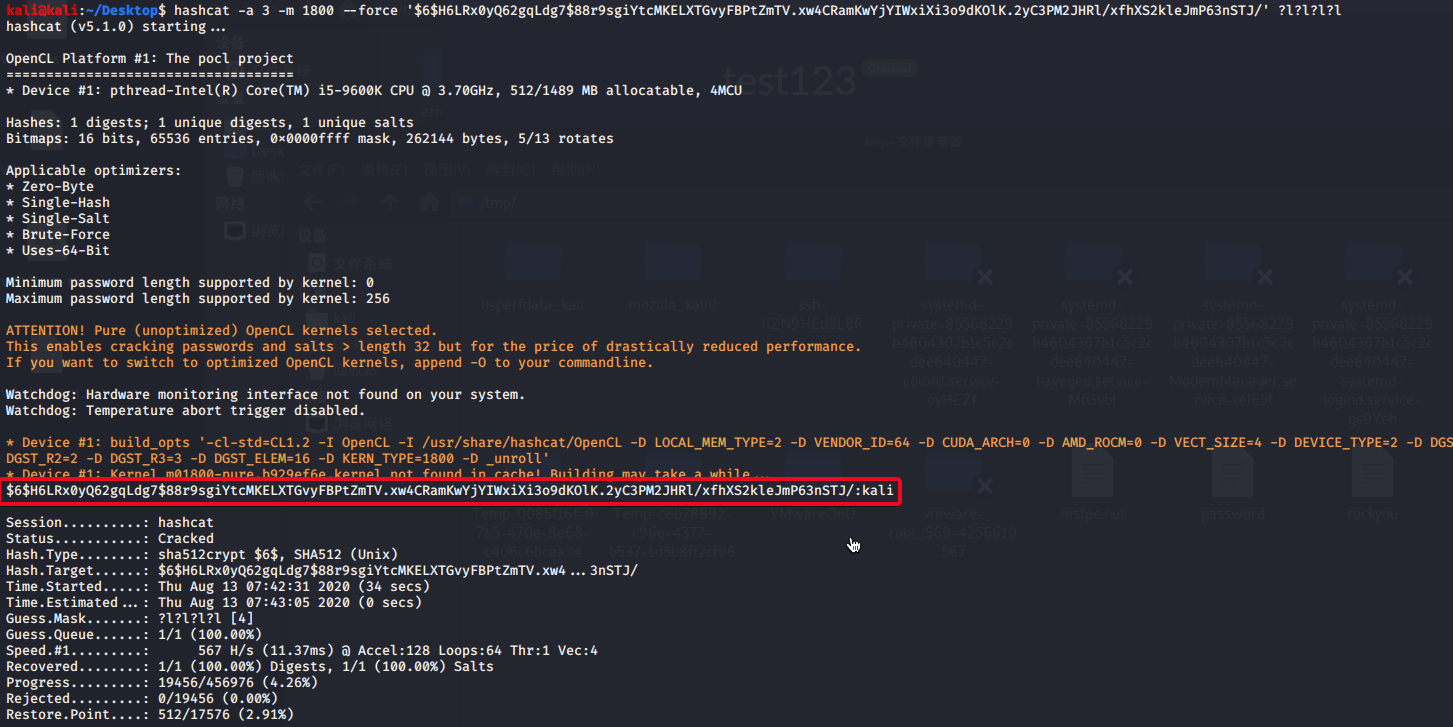 kali@kali:~/Desktop$ hashcat -a 3 -m 1800 --force '$6$H6LRx0yQ62gqLdg7$88r9sgiYtcMKELXTGvyFBPtZmTV.xw4CRamKwYjYIWxiXi3o9dKOlK.2yC3PM2JHRl/xfhXS2kleJmP63nSTJ/' ?l?l?l?l
hashcat (v5.1.0) starting...
OpenCL Platform #1: The pocl project
====================================
* Device #1: pthread-Intel(R) Core(TM) i5-9600K CPU @ 3.70GHz, 512/1489 MB allocatable, 4MCU
test123
Hashes: 1 digests; 1 unique digests, 1 unique salts
Bitmaps: 16 bits, 65536 entries, 0x0000ffff mask, 262144 bytes, 5/13 rotates
Applicable optimizers:
* Zero-Byte
* Single-Hash
* Single-Salt
* Brute-Force
* Uses-64-Bit
/tmp/
Minimum password length supported by kernel: 0
Maximum password length supported by kernel: 256
ATTENTION! Pure (unoptimized) OpenCL kernels selected.
This enables cracking passwords and salts > length 32 but for the price of drastically reduced performance.
If you want to switch to optimized OpenCL kernels, append -O to your commandline.
Watchdog: Hardware monitoring interface not found on your system.
Watchdog: Temperature abort trigger disabled.
* Device #1: build_opts '-cl-std=CL1.2 -I OpenCL -I /usr/share/hashcat/OpenCL -D LOCAL_MEM_TYPE=2 -D VENDOR_ID=64 -D CUDA_ARCH=0 -D AMD_ROCM=0 -D VECT_SIZE=4 -D DEVICE_TYPE=2 -D DGS
DGST_R2=2 -D DGST_R3=3 -D DGST_ELEM=16 -D KERN_TYPE=1800 -D _unroll'
* Device #1: Kernel m01800-pure.b929ef6e.kernel not found in cache! Building may take a while...
$6$H6LRx0yQ62gqLdg7$88r9sgiYtcMKELXTGvyFBPtZmTV.xw4CRamKwYjYIWxiXi3o9dKOlK.2yC3PM2JHRl/xfhXS2kleJmP63nSTJ/:kali
msfpc.out
password
rockyou
Session..........: hashcat
Status...........: Cracked
Hash.Type........: sha512crypt $6$, SHA512 (Unix)
Hash.Target......: $6$H6LRx0yQ62gqLdg7$88r9sgiYtcMKELXTGvyFBPtZmTV.xw4...3nSTJ/
Time.Started.....: Thu Aug 13 07:42:31 2020 (34 secs)
Time.Estimated...: Thu Aug 13 07:43:05 2020 (0 secs)
Guess.Mask.......: ?l?l?l?l [4]
Guess.Queue......: 1/1 (100.00%)
Speed.#1.........:      567 H/s (11.37ms) @ Accel:128 Loops:64 Thr:1 Vec:4
Recovered........: 1/1 (100.00%) Digests, 1/1 (100.00%) Salts
Progress.........: 19456/456976 (4.26%)
Rejected.........: 0/19456 (0.00%)
Restore.Point....: 512/17576 (2.91%)